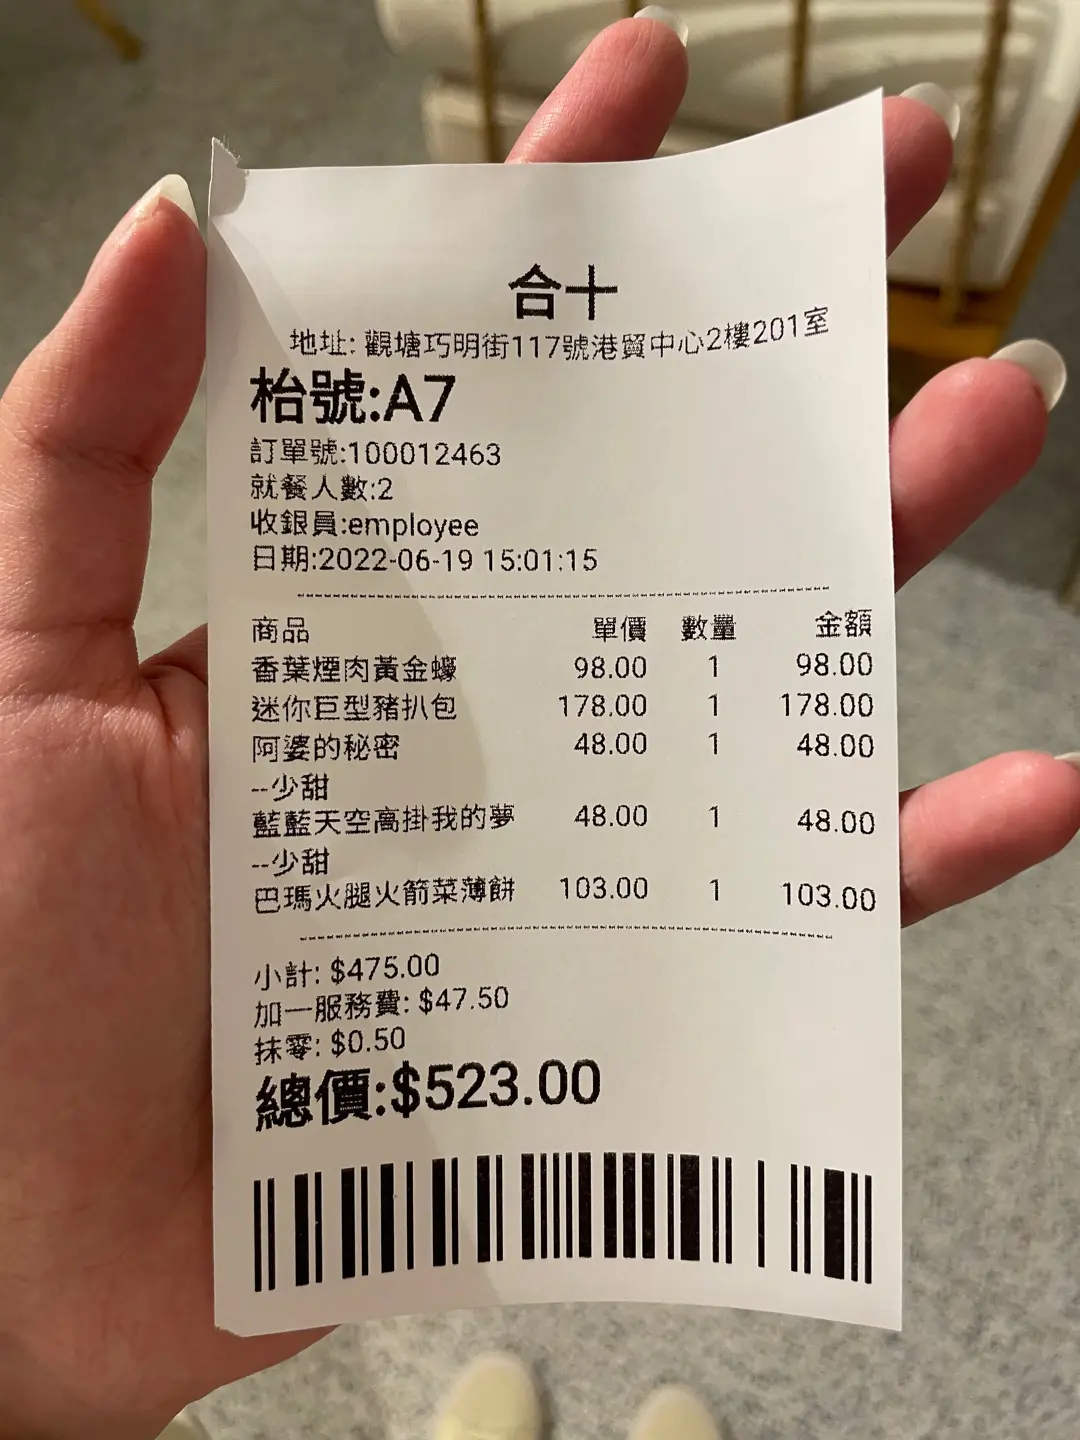 合十
地址: 觀塘巧明街117號港貿中心2樓201室
枱號:A7
訂單號:100012463
就餐人數:2
收銀員:employee
日期:2022-06-19 15:01:15
商品 單價 數量 金額
香葉煙肉黃金蠔 98.00 1 98.00
迷你巨型豬扒包 178.00 1 178.00
阿婆的秘密 48.00 1 48.00
--少甜
藍藍天空高掛我的夢 48.00 1 48.00
--少甜
巴瑪火腿火箭菜薄餅 103.00 1 103.00
小計: $475.00
加一服務費: $47.50
抹零: $0.50
總價:$523.00